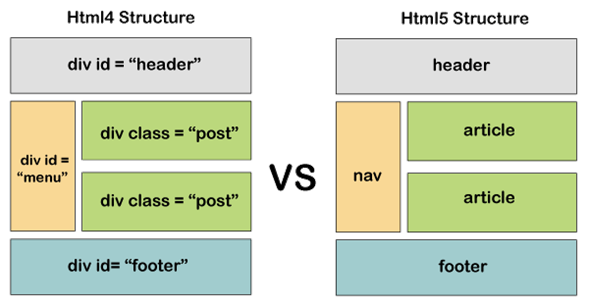 Html4 Structure
div id = “header”
div id =
“menu”
div class = “post”
div class = “post”
div id= “footer”
VS
Html5 Structure
header
nav
article
article
footer